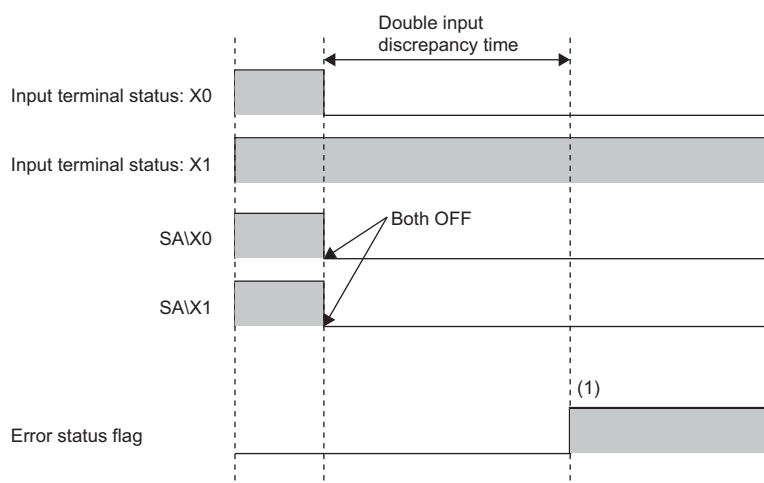 Double input
discrepancy time
Input terminal status: X0
Input terminal status: X1
SA\X0
Both OFF
SA\X1
(1)
Error status flag